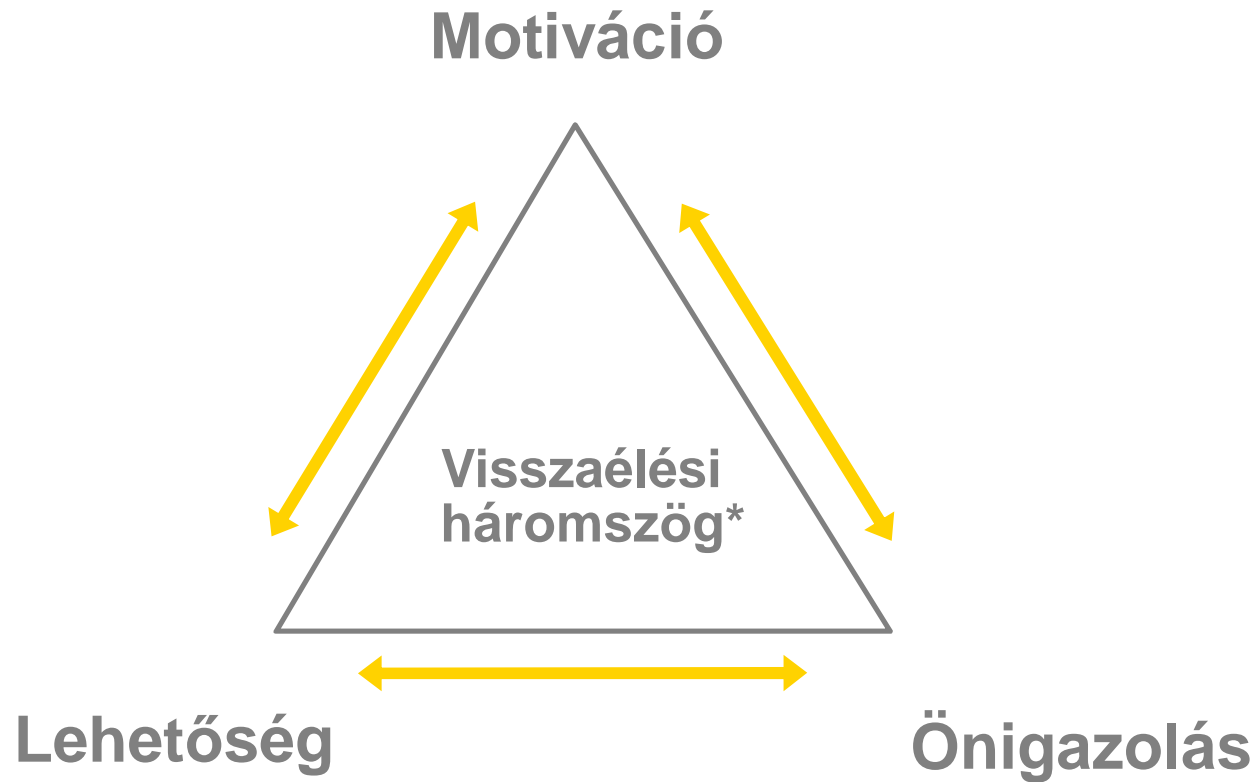 Motiváció
Visszaélési
háromszög*
Lehetőség
Önigazolás